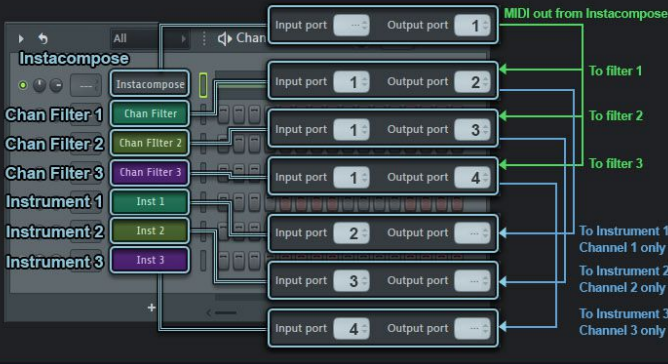 MIDI out from Instacompose
Input port --- Output port 1
All
Chan
Instacompose
Instacompose
To filter 1
Input port 1 Output port 2
Chan Filter 1
Chan Filter
To filter 2
Input port 1 Output port 3
Chan Filter 2
Chan FIlter 2
To filter 3
Input port 1 Output port 4
Chan Filter 3
Chan Filter 3
Instrument 1
Inst 1
To Instrument 1
Channel 1 only
Input port 2 Output port ---
Instrument 2
Inst 2
To Instrument 2
Channel 2 only
Input port 3 Output port ---
Instrument 3
Inst 3
To Instrument 3
Channel 3 only
Input port 4 Output port ---
+